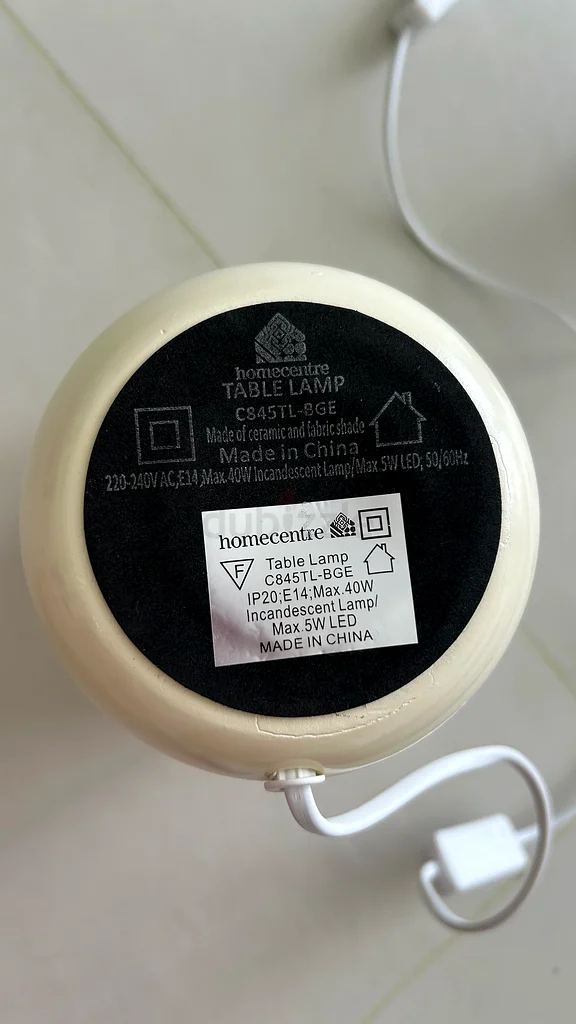 homecentre
TABLE LAMP
C845TL-BGE
Made of ceramic and fabric shade
Made in China
220-240V AC;E14;Max.40W Incandescent Lamp/Max.5W LED; 50/60Hz
dubizzle
homecentre
F
Table Lamp
C845TL-BGE
IP20;E14;Max.40W
Incandescent Lamp/
Max.5W LED
MADE IN CHINA